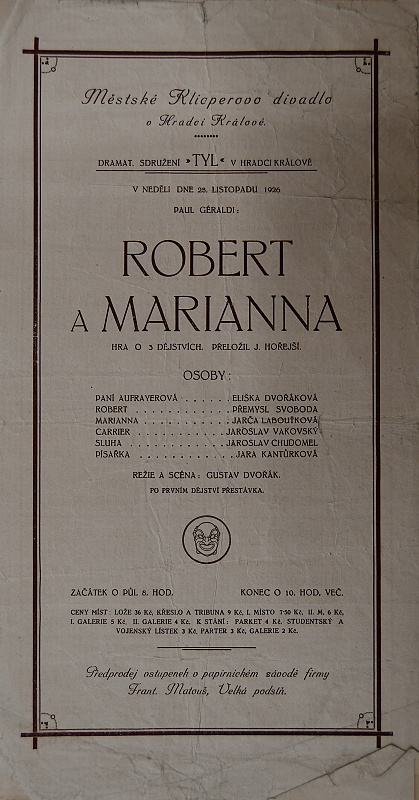 Městské Klicperovo divadlo
v Hradci Králové.
DRAMAT. SDRUŽENÍ »TYL« V HRADCI KRÁLOVÉ
V NEDĚLI DNE 28. LISTOPADU 1926
PAUL GÉRALDI:
ROBERT
A MARIANNA
HRA O 3 DĚJSTVÍCH. PŘELOŽIL J. HOŘEJŠÍ.
OSOBY:
PANÍ AUFRAYEROVÁ . . . . . . ELIŠKA DVOŘÁKOVÁ
ROBERT . . . . . . . . . . . . PŘEMYSL SVOBODA
MARIANNA . . . . . . . . . . . JARČA LABOUŤKOVÁ
CARRIER . . . . . . . . . . . JAROSLAV VAKOVSKÝ
SLUHA . . . . . . . . . . . . JAROSLAV CHUDOMEL
PÍSAŘKA . . . . . . . . . . . . JARA KANTŮRKOVÁ
REŽIE A SCÉNA: GUSTAV DVOŘÁK.
PO PRVNÍM DĚJSTVÍ PŘESTÁVKA.
ZAČÁTEK O PŮL 8. HOD. KONEC O 10. HOD. VEČ.
CENY MÍST: LOŽE 36 Kč, KŘESLO A TRIBUNA 9 Kč, I. MÍSTO 7·50 Kč, II. M. 6 Kč,
I. GALERIE 5 Kč, II. GALERIE 4 Kč. K STÁNÍ: PARKET 4 Kč, STUDENTSKÝ A
VOJENSKÝ LÍSTEK 3 Kč, PARTER 3 Kč, GALERIE 2 Kč.
Předprodej vstupenek v papírnickém závodě firmy
Frant. Matouš, Velká podsíň.